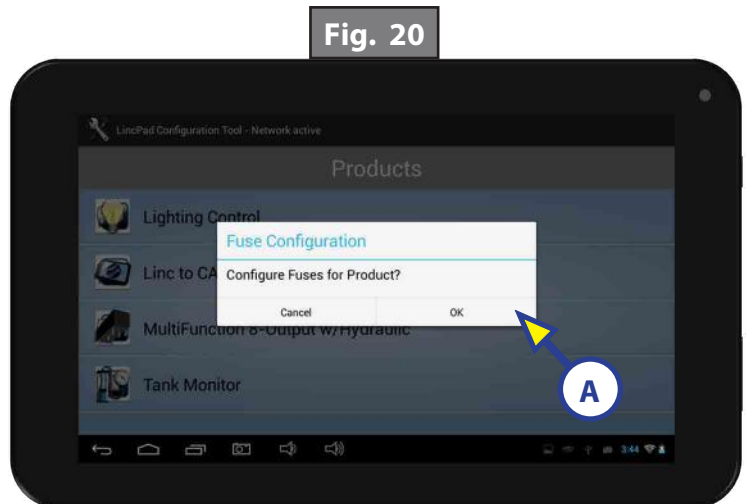 Fig. 20
LincPad Configuration Tool - Network active
Products
Lighting Control
Linc to CA
Fuse Configuration
Configure Fuses for Product?
Cancel
OK
MultiFunction 8-Output w/Hydraulic
Tank Monitor
A
3:44